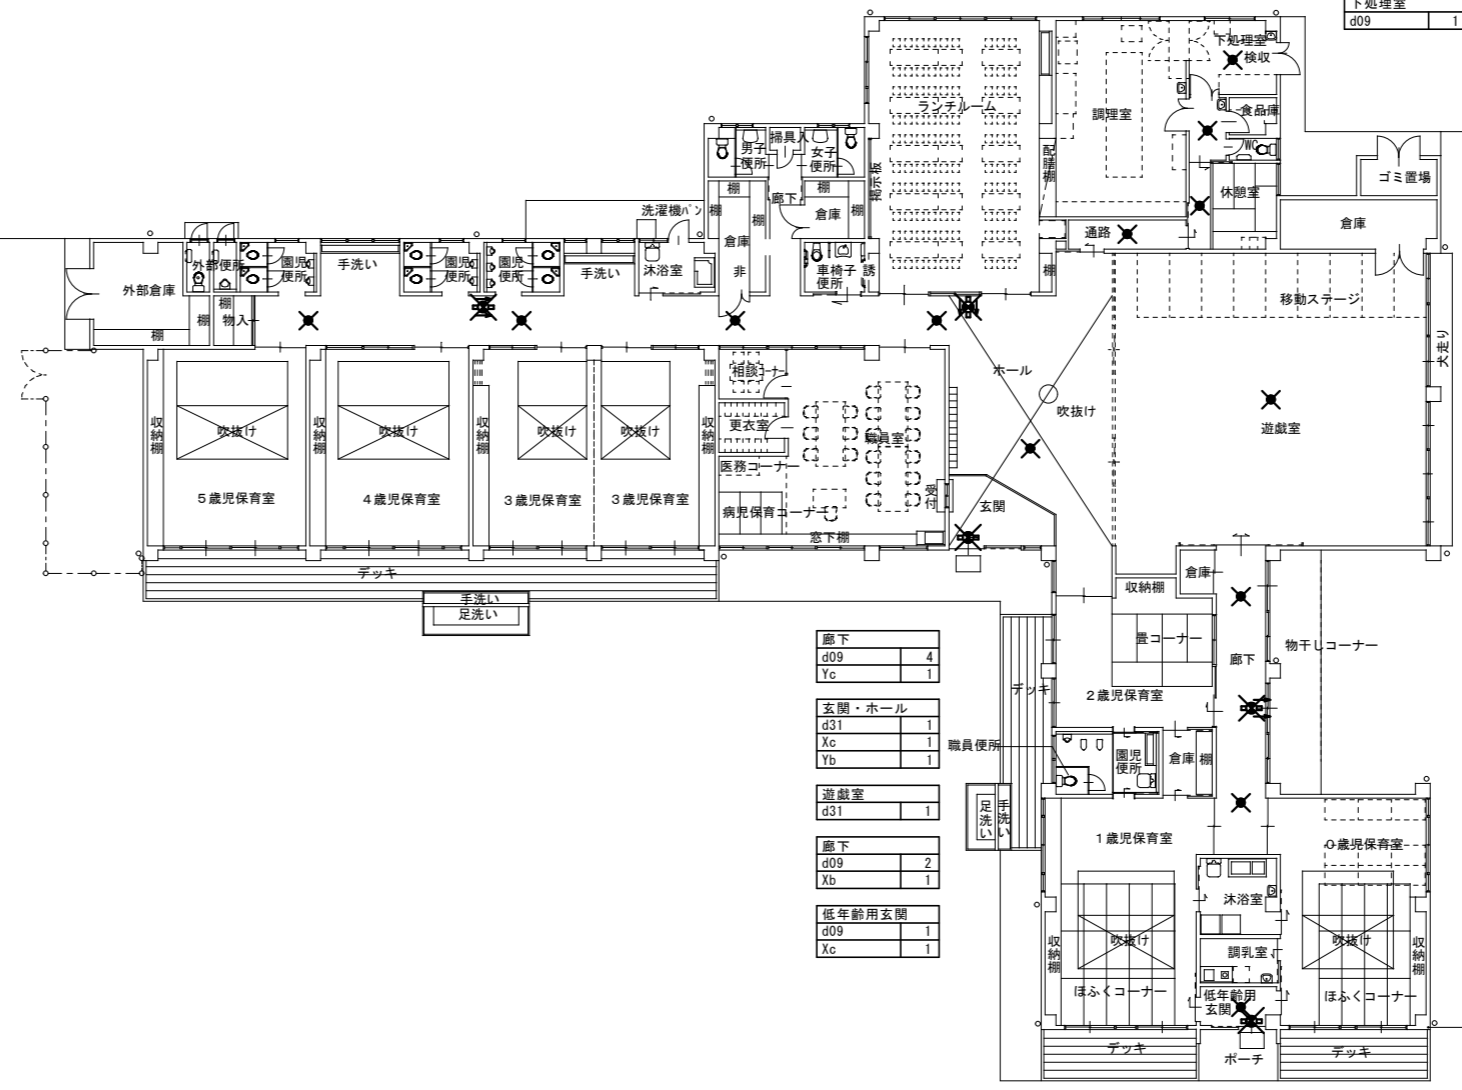 下処理室
d09 1
下処理室
検収
ランチルーム
調理室
食品庫
WC
配膳棚
休憩室
ゴミ置場
倉庫
通路
棚
掲示板
男子便所
掃具入
女子便所
廊下
棚
棚
棚
棚
棚
倉庫
倉庫
非
車椅子便所
誘
洗濯機パン
沐浴室
手洗い
園児便所
園児便所
手洗い
園児便所
外部便所
外部倉庫
棚
棚
棚
物入
移動ステージ
犬走り
ホール
吹抜け
遊戯室
相談コーナー
更衣室
職員室
医務コーナー
病児保育コーナー
受付
窓下棚
玄関
収納棚
吹抜け
5歳児保育室
収納棚
吹抜け
4歳児保育室
収納棚
吹抜け
3歳児保育室
吹抜け
3歳児保育室
収納棚
デッキ
手洗い
足洗い
廊下
d09 4
Yc 1
玄関・ホール
d31 1
Xc 1
Yb 1
遊戯室
d31 1
廊下
d09 2
Xb 1
低年齢用玄関
d09 1
Xc 1
倉庫
収納棚
畳コーナー
廊下
物干しコーナー
2歳児保育室
デッキ
職員便所
園児便所
倉庫
棚
足洗い
手洗い
1歳児保育室
0歳児保育室
沐浴室
吹抜け
吹抜け
収納棚
収納棚
調乳室
ほふくコーナー
低年齢用玄関
ほふくコーナー
デッキ
ポーチ
デッキ